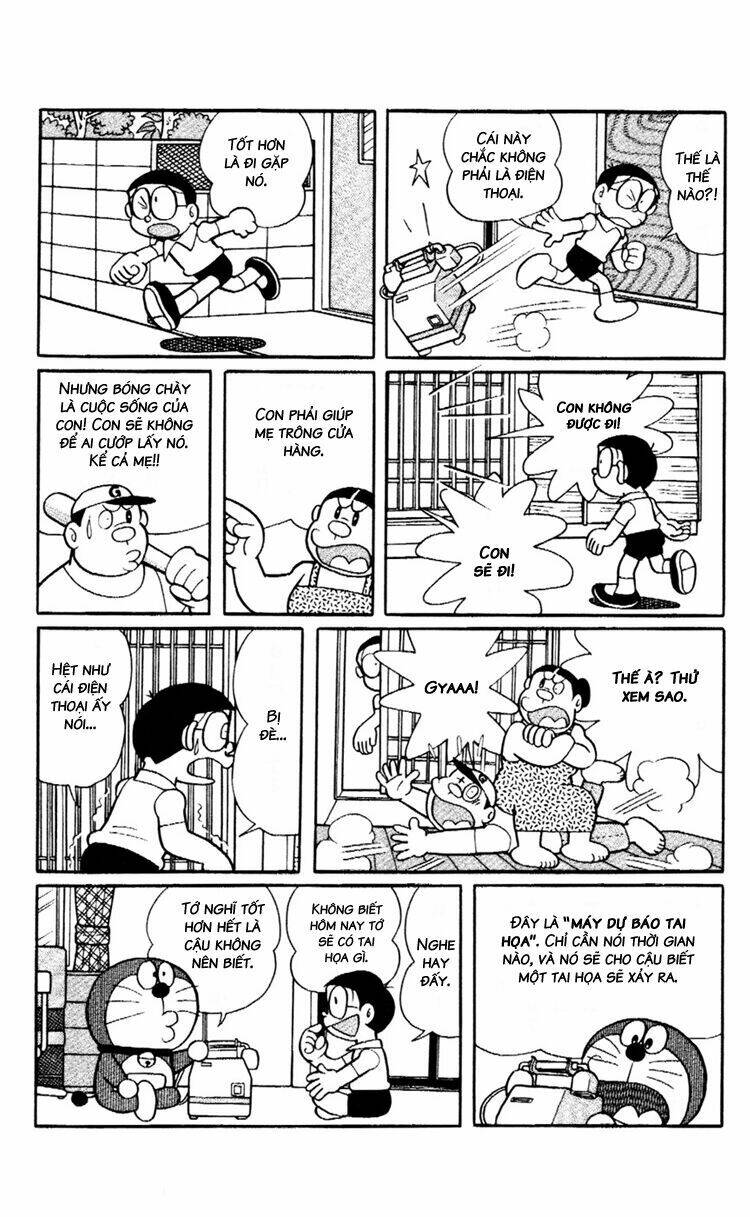 THẾ LÀ
THẾ
NÀO?!
CÁI NÀY
CHẮC KHÔNG
PHẢI LÀ ĐIỆN
THOẠI.
TỐT HƠN
LÀ ĐI GẶP
NÓ.
CON KHÔNG
ĐƯỢC ĐI!
CON
SẼ ĐI!
CON PHẢI GIÚP
MẸ TRÔNG CỬA
HÀNG.
NHƯNG BÓNG CHÀY
LÀ CUỘC SỐNG CỦA
CON! CON SẼ KHÔNG
ĐỂ AI CƯỚP LẤY NÓ.
KỂ CẢ MẸ!!
G
THẾ À? THỬ
XEM SAO.
GYAAA!
BỊ
ĐÈ...
HỆT NHƯ
CÁI ĐIỆN
THOẠI ẤY
NÓI...
ĐÂY LÀ "MÁY DỰ BÁO TAI
HỌA". CHỈ CẦN NÓI THỜI GIAN
NÀO, VÀ NÓ SẼ CHO CẬU BIẾT
MỘT TAI HỌA SẼ XẢY RA.
NGHE
HAY
ĐẤY.
KHÔNG BIẾT
HÔM NAY TỚ
SẼ CÓ TAI
HỌA GÌ.
TỚ NGHĨ TỐT
HƠN HẾT LÀ
CẬU KHÔNG
NÊN BIẾT.